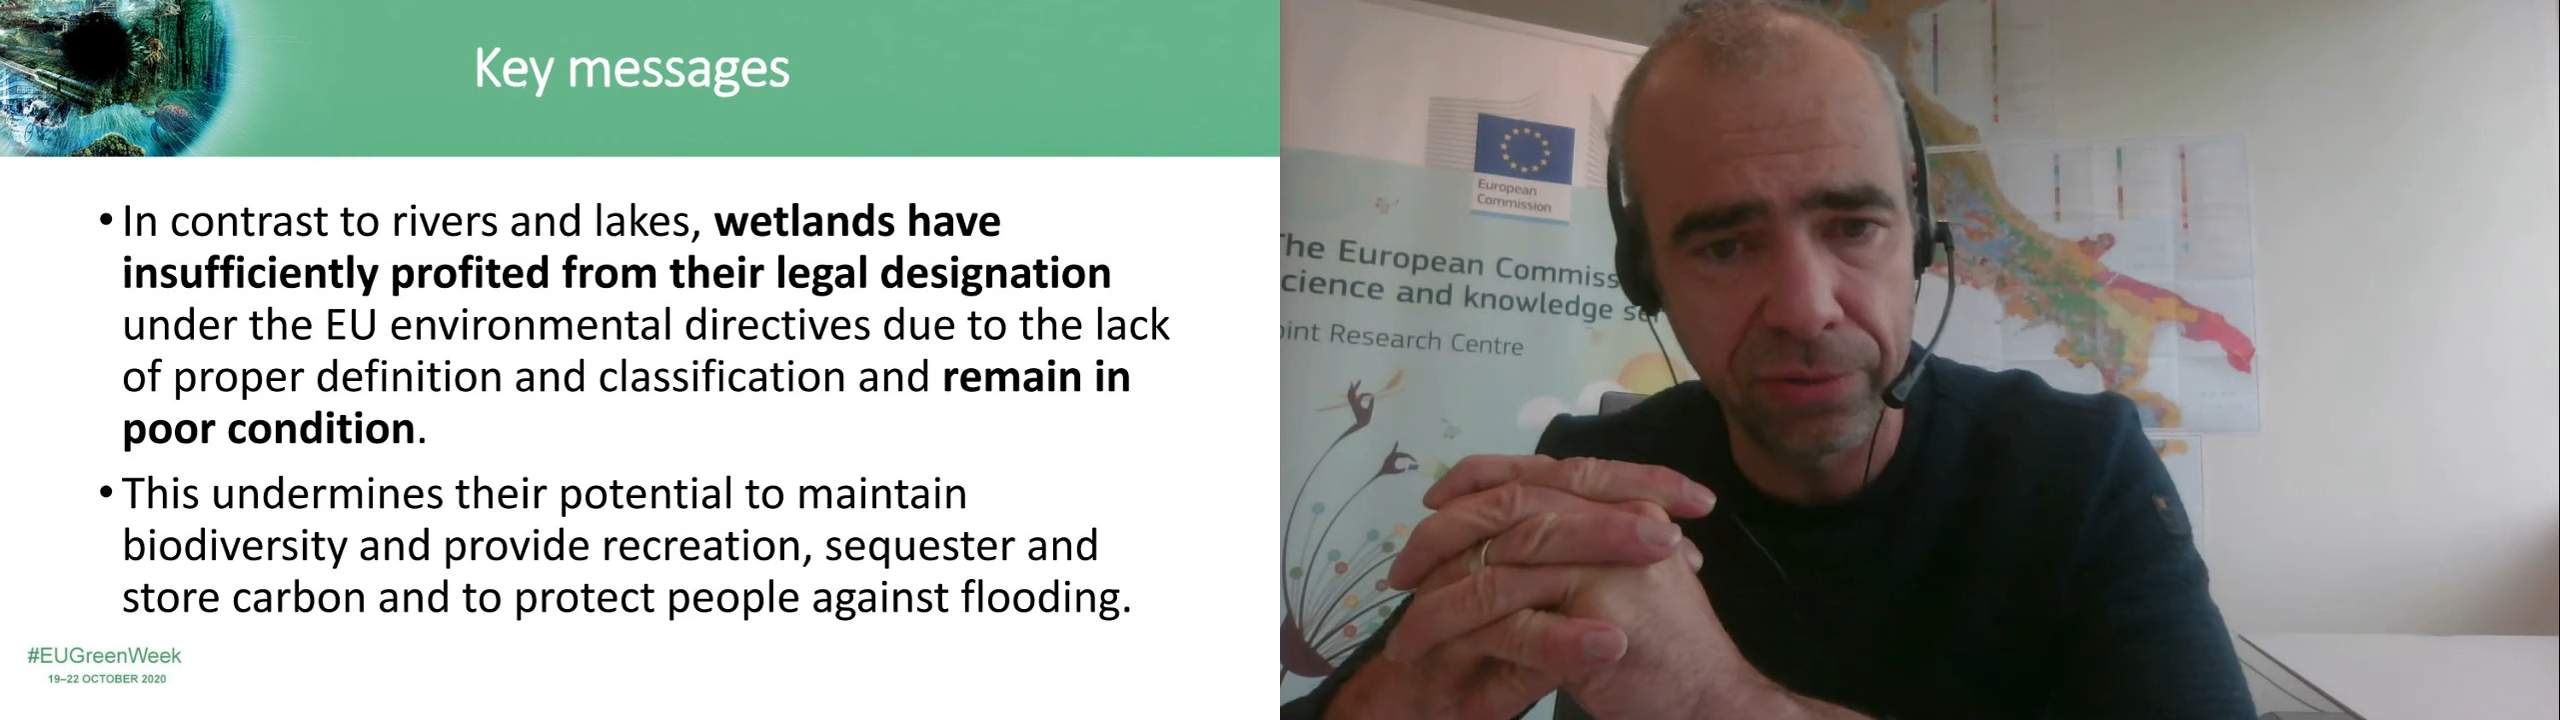 Key messages
• In contrast to rivers and lakes, wetlands have
insufficiently profited from their legal designation
under the EU environmental directives due to the lack
of proper definition and classification and remain in
poor condition.
• This undermines their potential to maintain
biodiversity and provide recreation, sequester and
store carbon and to protect people against flooding.
#EUGreenWeek
19–22 OCTOBER 2020
European
Commission
The European Commiss
cience and knowledge se
oint Research Centre